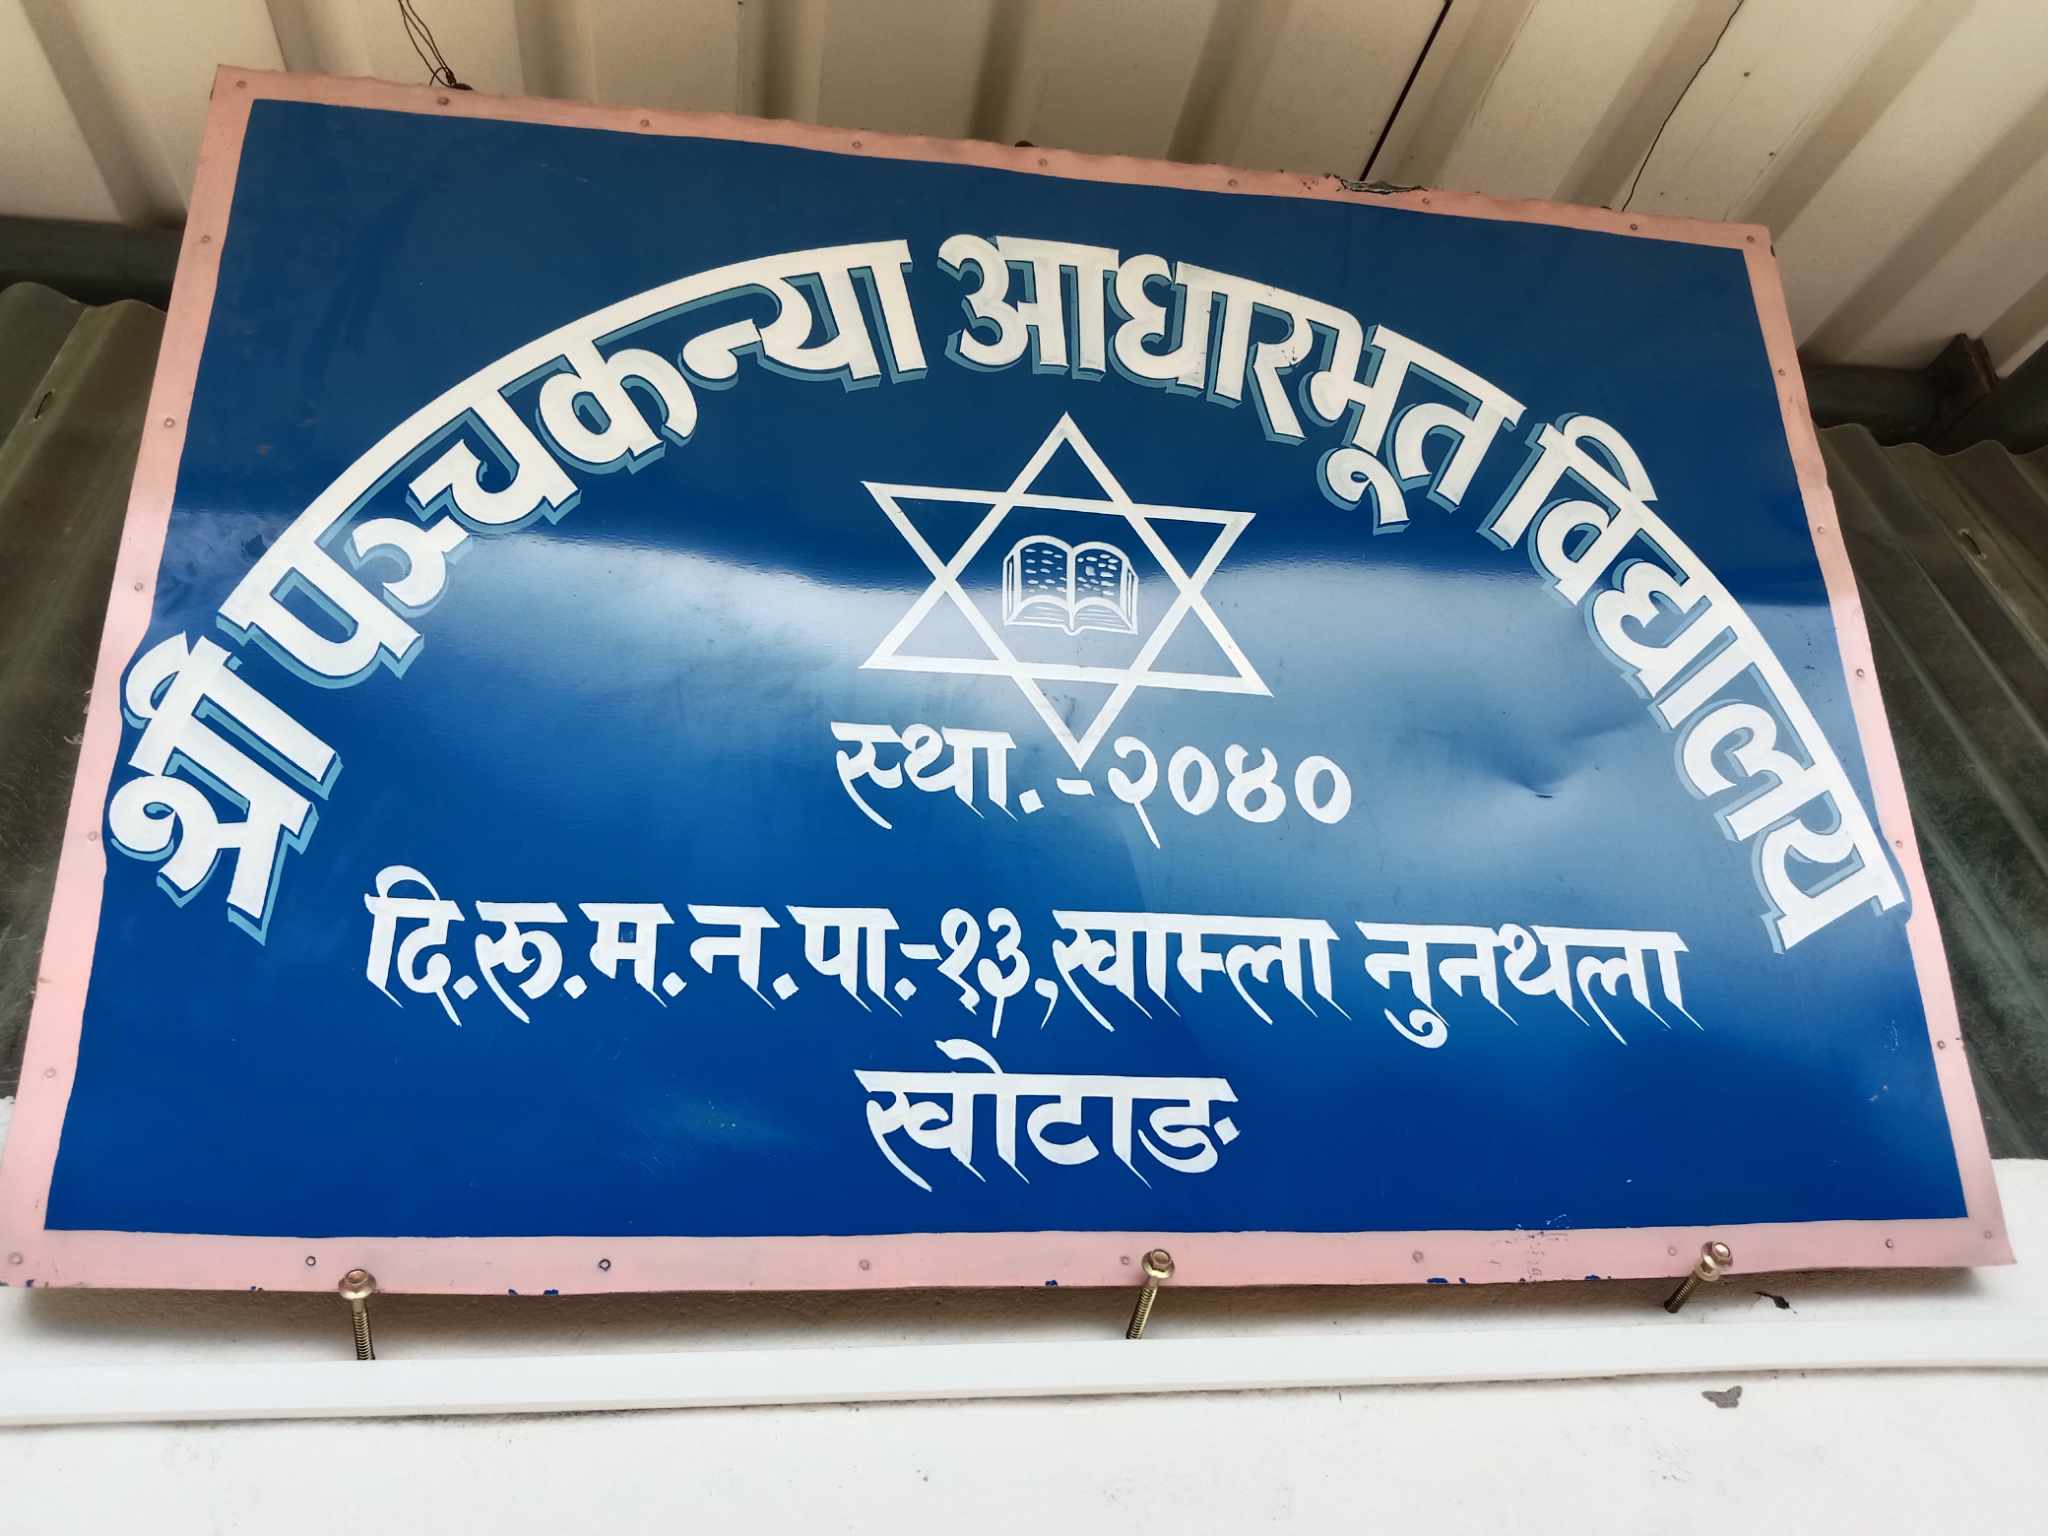 श्री पञ्चकन्या आधारभूत विद्यालय
स्था.-२०४०
दि.रू.म.न.पा.-१३,खाम्ला नुनथला
खोटाङ